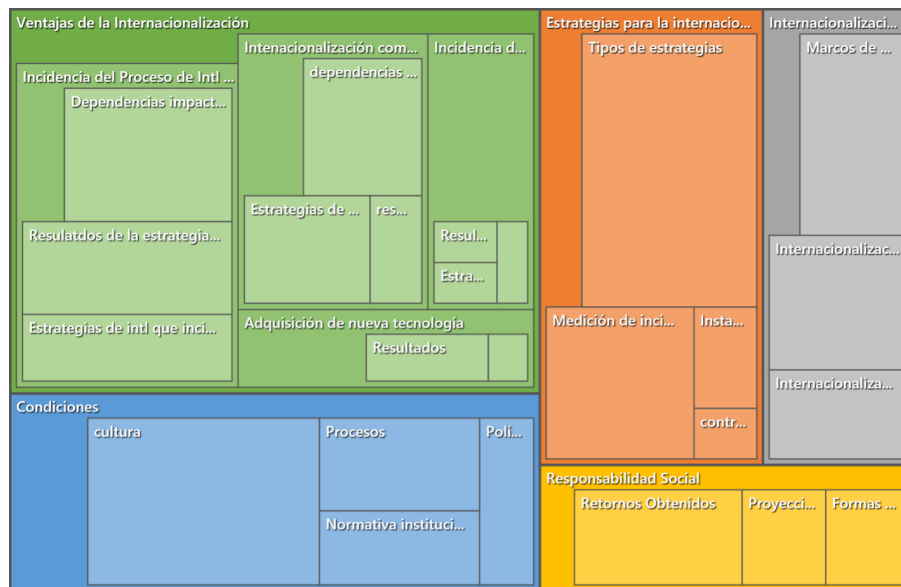 Ventajas de la Internacionalización
Incidencia del Proceso de Intl ...
Dependencias impact...
Resulatdos de la estrategia...
Estrategias de intl que inci...
Intenacionalización com...
dependencias ...
Estrategias de ...
res...
Incidencia d...
Resul...
Estra...
Adquisición de nueva tecnología
Resultados
Condiciones
cultura
Procesos
Normativa instituci...
Polí...
Estrategias para la internacio...
Tipos de estrategias
Medición de inci...
Insta...
contr...
Internacionalizaci...
Marcos de ...
Internacionalizac...
Internacionaliza...
Responsabilidad Social
Retornos Obtenidos
Proyecci...
Formas ...